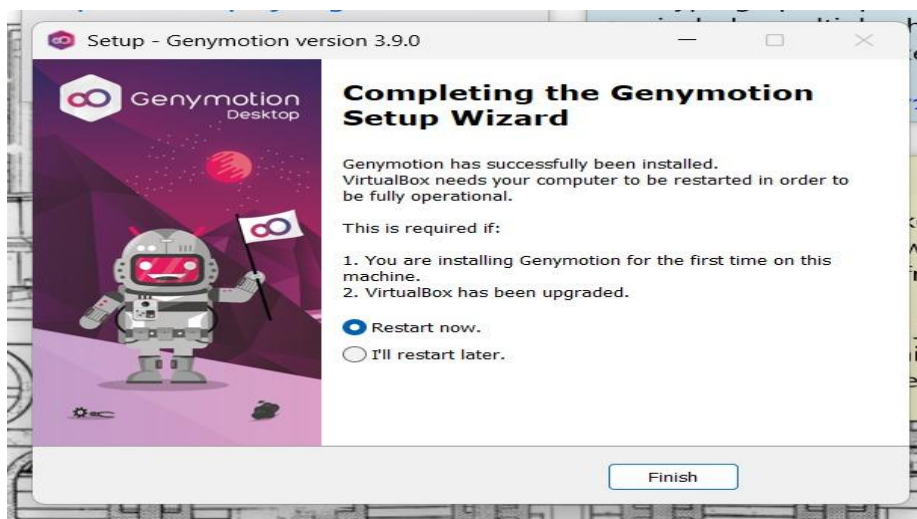 Setup - Genymotion version 3.9.0
Genymotion
Desktop
Completing the Genymotion
Setup Wizard
Genymotion has successfully been installed.
VirtualBox needs your computer to be restarted in order to
be fully operational.
This is required if:
1. You are installing Genymotion for the first time on this
machine.
2. VirtualBox has been upgraded.
Restart now.
I'll restart later.
Finish